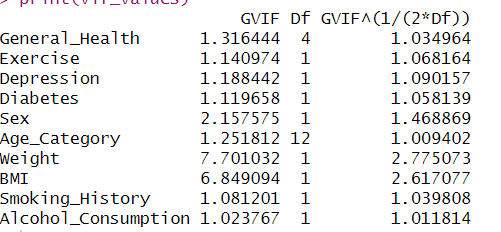 > print(vif_values)
GVIF Df GVIF^(1/(2*Df))
General_Health 1.316444 4 1.034964
Exercise 1.140974 1 1.068164
Depression 1.188442 1 1.090157
Diabetes 1.119658 1 1.058139
Sex 2.157575 1 1.468869
Age_Category 1.251812 12 1.009402
Weight 7.701032 1 2.775073
BMI 6.849094 1 2.617077
Smoking_History 1.081201 1 1.039808
Alcohol_Consumption 1.023767 1 1.011814